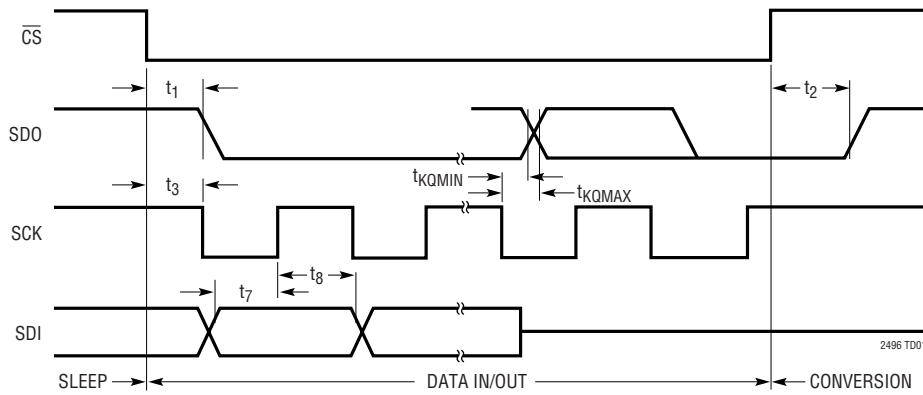 CS
t1
t2
SDO
tKQMIN
tKQMAX
t3
SCK
t8
t7
SDI
2496 TD01
SLEEP DATA IN/OUT CONVERSION